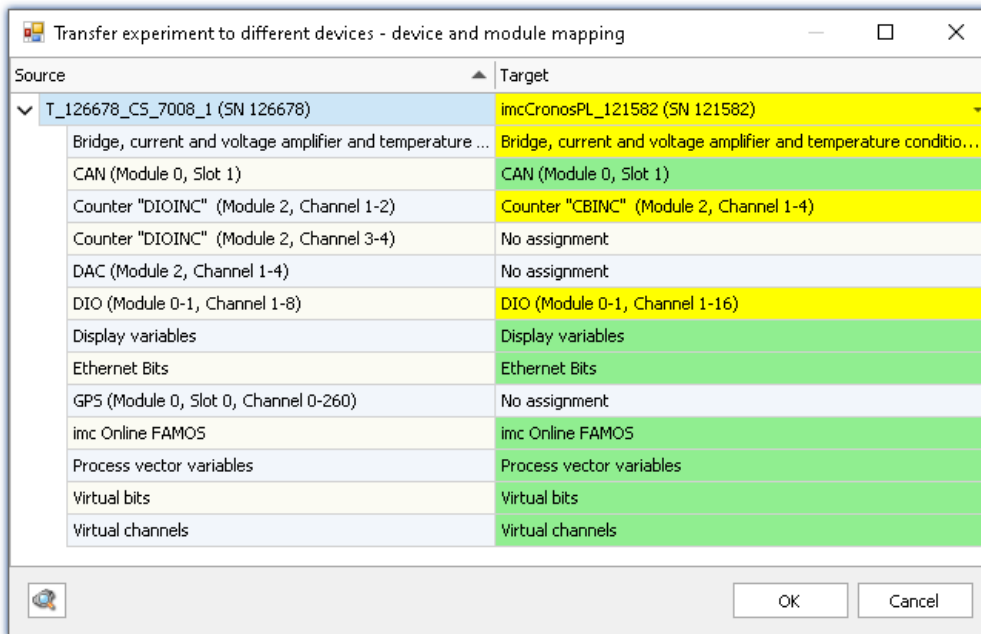 Transfer experiment to different devices - device and module mapping
Source Target
T_126678_CS_7008_1 (SN 126678) imcCronosPL_121582 (SN 121582)
Bridge, current and voltage amplifier and temperature ... Bridge, current and voltage amplifier and temperature conditio...
CAN (Module 0, Slot 1) CAN (Module 0, Slot 1)
Counter "DIOINC" (Module 2, Channel 1-2) Counter "CBINC" (Module 2, Channel 1-4)
Counter "DIOINC" (Module 2, Channel 3-4) No assignment
DAC (Module 2, Channel 1-4) No assignment
DIO (Module 0-1, Channel 1-8) DIO (Module 0-1, Channel 1-16)
Display variables Display variables
Ethernet Bits Ethernet Bits
GPS (Module 0, Slot 0, Channel 0-260) No assignment
imc Online FAMOS imc Online FAMOS
Process vector variables Process vector variables
Virtual bits Virtual bits
Virtual channels Virtual channels
OK Cancel